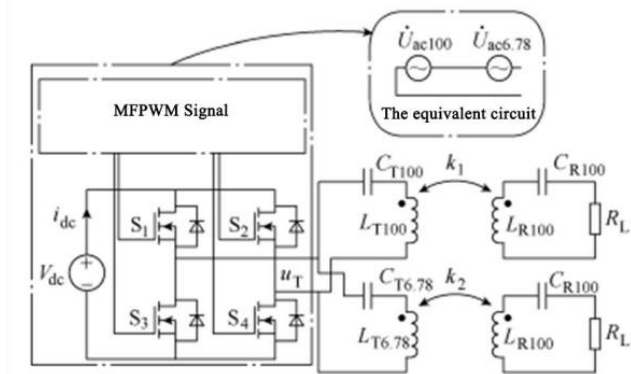 U̇ac100 U̇ac6.78
The equivalent circuit
MFPWM Signal
CT100 k1 CR100
idc
S1 S2
LT100 LR100 RL
Vdc
uT CT6.78 k2 CR100
S3 S4
LT6.78 LR100 RL